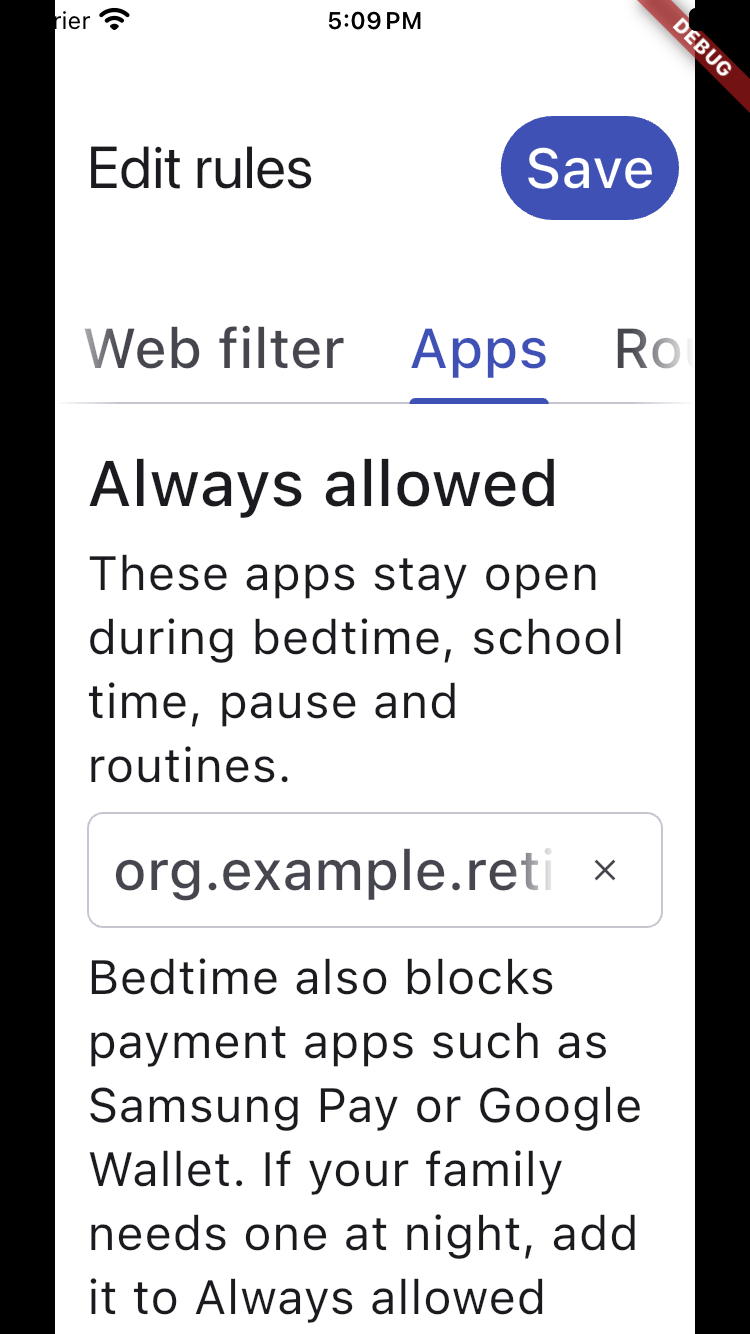 5:09 PM
DEBUG
Edit rules
Save
Web filter
Apps
Always allowed
These apps stay open
during bedtime, school
time, pause and
routines.
org.example.reti
Bedtime also blocks
payment apps such as
Samsung Pay or Google
Wallet. If your family
needs one at night, add
it to Always allowed